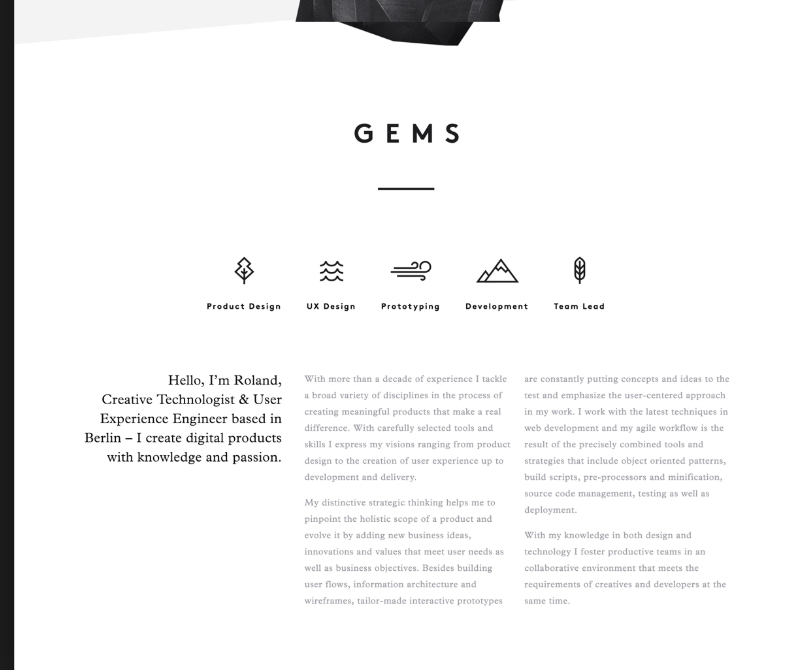 GEMS
Product Design
UX Design
Prototyping
Development
Team Lead
Hello, I’m Roland,
Creative Technologist & User
Experience Engineer based in
Berlin – I create digital products
with knowledge and passion.
With more than a decade of experience I tackle
a broad variety of disciplines in the process of
creating meaningful products that make a real
difference. With carefully selected tools and
skills I express my visions ranging from product
design to the creation of user experience up to
development and delivery.
My distinctive strategic thinking helps me to
pinpoint the holistic scope of a product and
evolve it by adding new business ideas,
innovations and values that meet user needs as
well as business objectives. Besides building
user flows, information architecture and
wireframes, tailor-made interactive prototypes
are constantly putting concepts and ideas to the
test and emphasize the user-centered approach
in my work. I work with the latest techniques in
web development and my agile workflow is the
result of the precisely combined tools and
strategies that include object oriented patterns,
build scripts, pre-processors and minification,
source code management, testing as well as
deployment.
With my knowledge in both design and
technology I foster productive teams in an
collaborative environment that meets the
requirements of creatives and developers at the
same time.